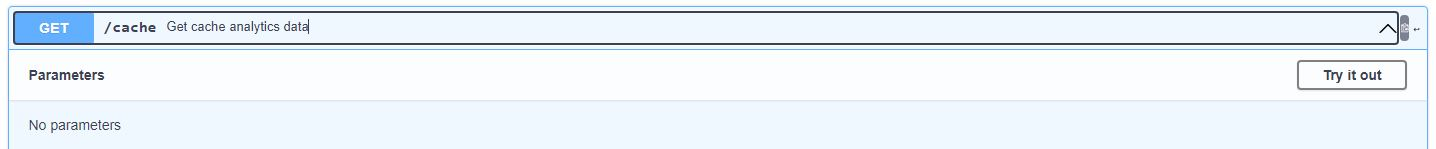 GET /cache Get cache analytics data
Parameters Try it out
No parameters